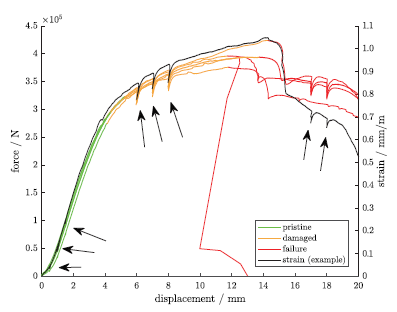 ×10⁵
4.5
4
3.5
3
2.5
2
1.5
1
0.5
0
force / N
1.1
1
0.9
0.8
0.7
0.6
0.5
0.4
0.3
0.2
0.1
0
strain / mm/m
pristine
damaged
failure
strain (example)
0 2 4 6 8 10 12 14 16 18 20
displacement / mm